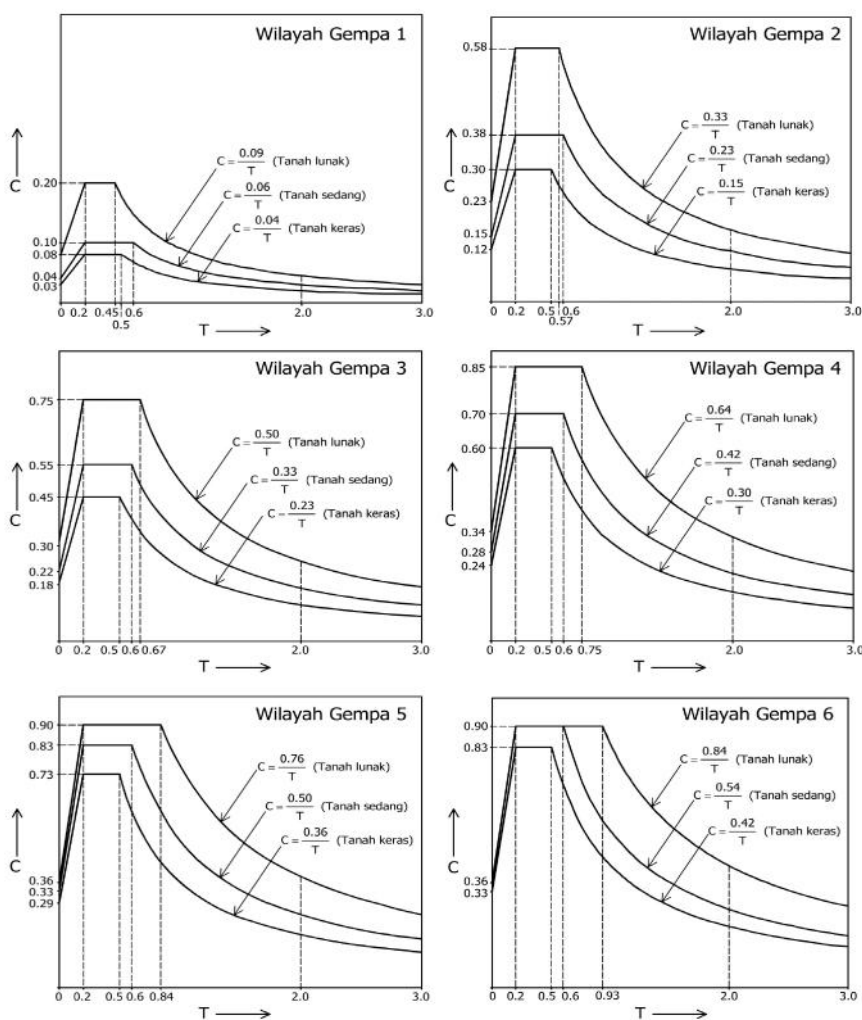 Wilayah Gempa 1
C
0.20
0.10
0.08
0.04
0.03
C = 0.09/T (Tanah lunak)
C = 0.06/T (Tanah sedang)
C = 0.04/T (Tanah keras)
0 0.2 0.45 0.6 2.0 3.0
0.5
T
Wilayah Gempa 2
C
0.58
0.38
0.30
0.23
0.15
0.12
C = 0.33/T (Tanah lunak)
C = 0.23/T (Tanah sedang)
C = 0.15/T (Tanah keras)
0 0.2 0.5 0.6 2.0 3.0
0.57
T
Wilayah Gempa 3
C
0.75
0.55
0.45
0.30
0.22
0.18
C = 0.50/T (Tanah lunak)
C = 0.33/T (Tanah sedang)
C = 0.23/T (Tanah keras)
0 0.2 0.5 0.6 0.67 2.0 3.0
T
Wilayah Gempa 4
C
0.85
0.70
0.60
0.34
0.28
0.24
C = 0.64/T (Tanah lunak)
C = 0.42/T (Tanah sedang)
C = 0.30/T (Tanah keras)
0 0.2 0.5 0.6 0.75 2.0 3.0
T
Wilayah Gempa 5
C
0.90
0.83
0.73
0.36
0.33
0.29
C = 0.76/T (Tanah lunak)
C = 0.50/T (Tanah sedang)
C = 0.36/T (Tanah keras)
0 0.2 0.5 0.6 0.84 2.0 3.0
T
Wilayah Gempa 6
C
0.90
0.83
0.36
0.33
C = 0.84/T (Tanah lunak)
C = 0.54/T (Tanah sedang)
C = 0.42/T (Tanah keras)
0 0.2 0.5 0.6 0.93 2.0 3.0
T